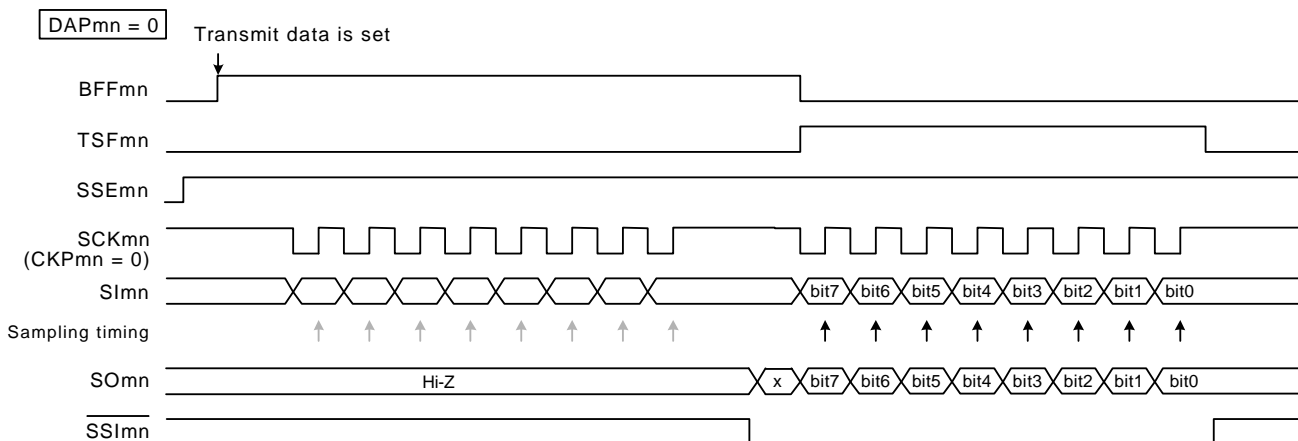 DAPmn = 0
Transmit data is set
BFFmn
TSFmn
SSEmn
SCKmn
(CKPmn = 0)
SImn bit7 bit6 bit5 bit4 bit3 bit2 bit1 bit0
Sampling timing
SOmn Hi-Z x bit7 bit6 bit5 bit4 bit3 bit2 bit1 bit0
SSImn